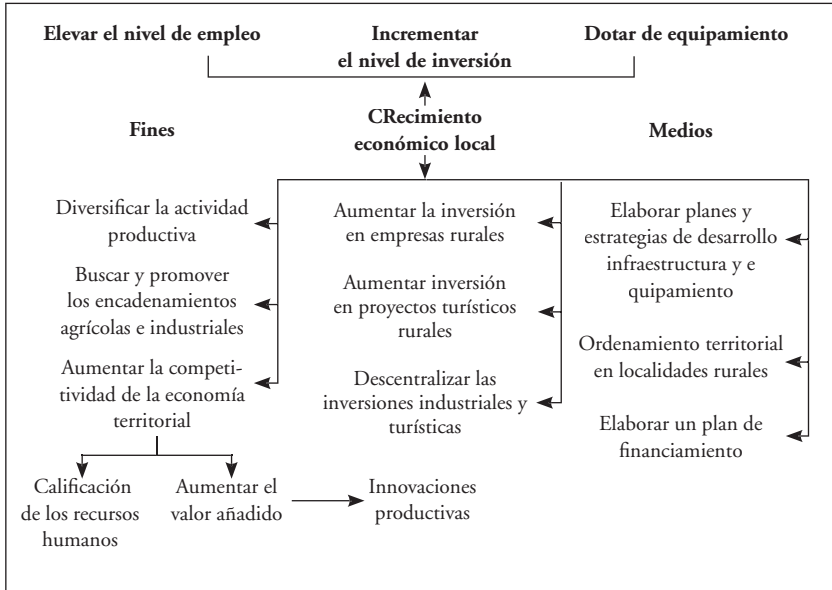 Elevar el nivel de empleo
Incrementar
el nivel de inversión
Dotar de equipamiento
Fines
CRecimiento
económico local
Medios
Diversificar la actividad
productiva
Buscar y promover
los encadenamientos
agrícolas e industriales
Aumentar la competi-
tividad de la economía
territorial
Aumentar la inversión
en empresas rurales
Aumentar inversión
en proyectos turísticos
rurales
Descentralizar las
inversiones industriales y
turísticas
Elaborar planes y
estrategias de desarrollo
infraestructura y e
quipamiento
Ordenamiento territorial
en localidades rurales
Elaborar un plan de
financiamiento
Calificación
de los recursos
humanos
Aumentar el
valor añadido
Innovaciones
productivas